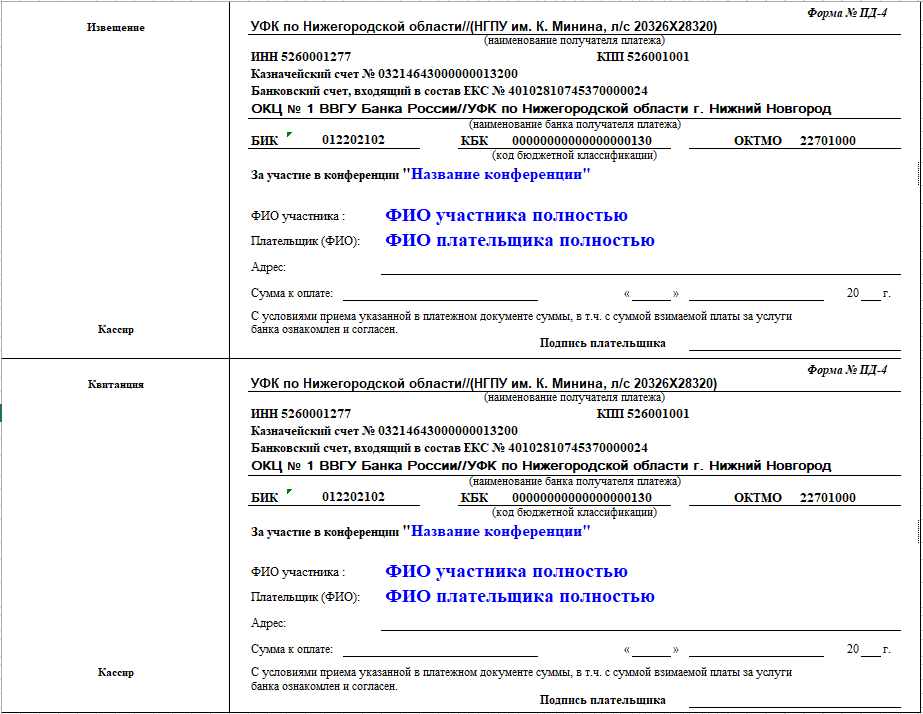 Форма № ПД-4
Извещение
УФК по Нижегородской области//(НГПУ им. К. Минина, л/с 20326Х28320)
(наименование получателя платежа)
ИНН 5260001277 КПП 526001001
Казначейский счет № 03214643000000013200
Банковский счет, входящий в состав ЕКС № 40102810745370000024
ОКЦ № 1 ВВГУ Банка России//УФК по Нижегородской области г. Нижний Новгород
(наименование банка получателя платежа)
БИК 012202102 КБК 00000000000000000130 ОКТМО 22701000
(код бюджетной классификации)
За участие в конференции "Название конференции"
ФИО участника : ФИО участника полностью
Плательщик (ФИО): ФИО плательщика полностью
Адрес:
Сумма к оплате: « » 20 г.
С условиями приема указанной в платежном документе суммы, в т.ч. с суммой взимаемой платы за услуги
банка ознакомлен и согласен.
Кассир
Подпись плательщика
Форма № ПД-4
Квитанция
УФК по Нижегородской области//(НГПУ им. К. Минина, л/с 20326Х28320)
(наименование получателя платежа)
ИНН 5260001277 КПП 526001001
Казначейский счет № 03214643000000013200
Банковский счет, входящий в состав ЕКС № 40102810745370000024
ОКЦ № 1 ВВГУ Банка России//УФК по Нижегородской области г. Нижний Новгород
(наименование банка получателя платежа)
БИК 012202102 КБК 00000000000000000130 ОКТМО 22701000
(код бюджетной классификации)
За участие в конференции "Название конференции"
ФИО участника : ФИО участника полностью
Плательщик (ФИО): ФИО плательщика полностью
Адрес:
Сумма к оплате: « » 20 г.
Кассир
С условиями приема указанной в платежном документе суммы, в т.ч. с суммой взимаемой платы за услуги
банка ознакомлен и согласен.
Подпись плательщика